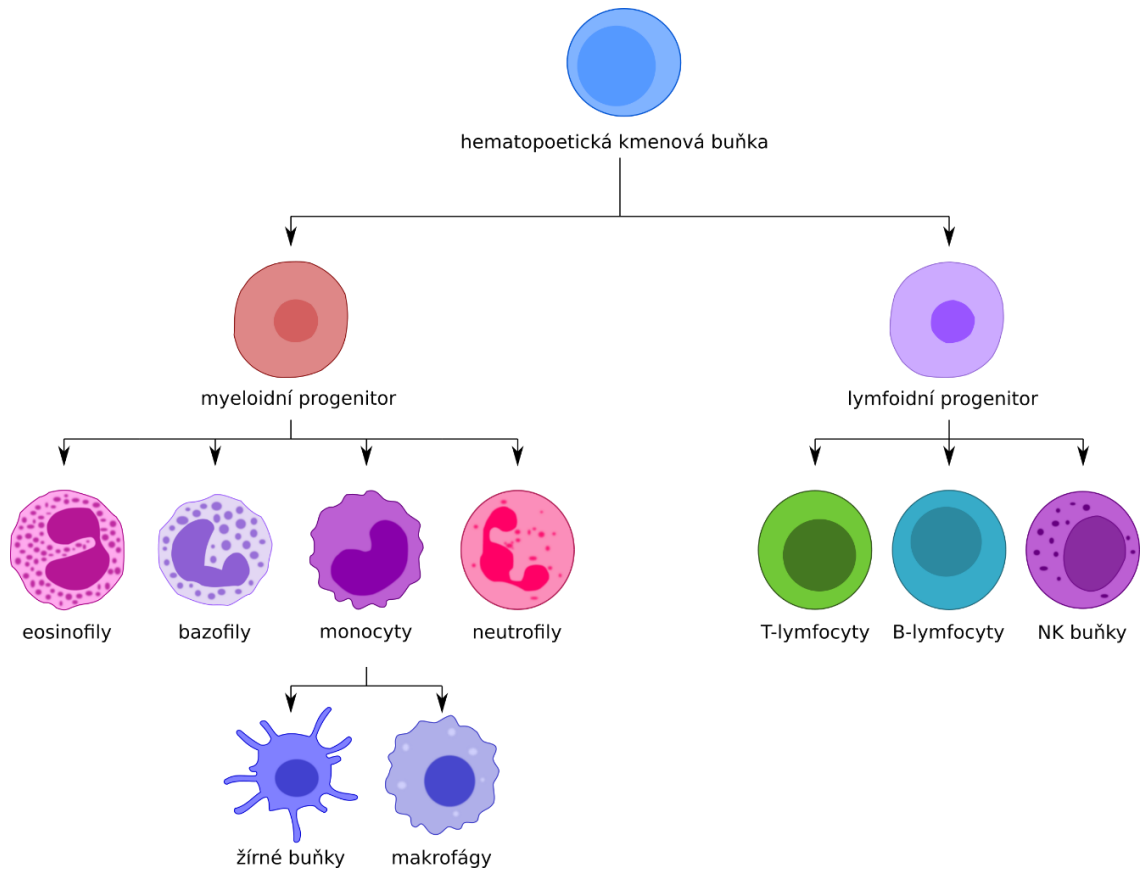 hematopoetická kmenová buňka
myeloidní progenitor
lymfoidní progenitor
eosinofily
bazofily
monocyty
neutrofily
T-lymfocyty
B-lymfocyty
NK buňky
žírné buňky
makrofágy